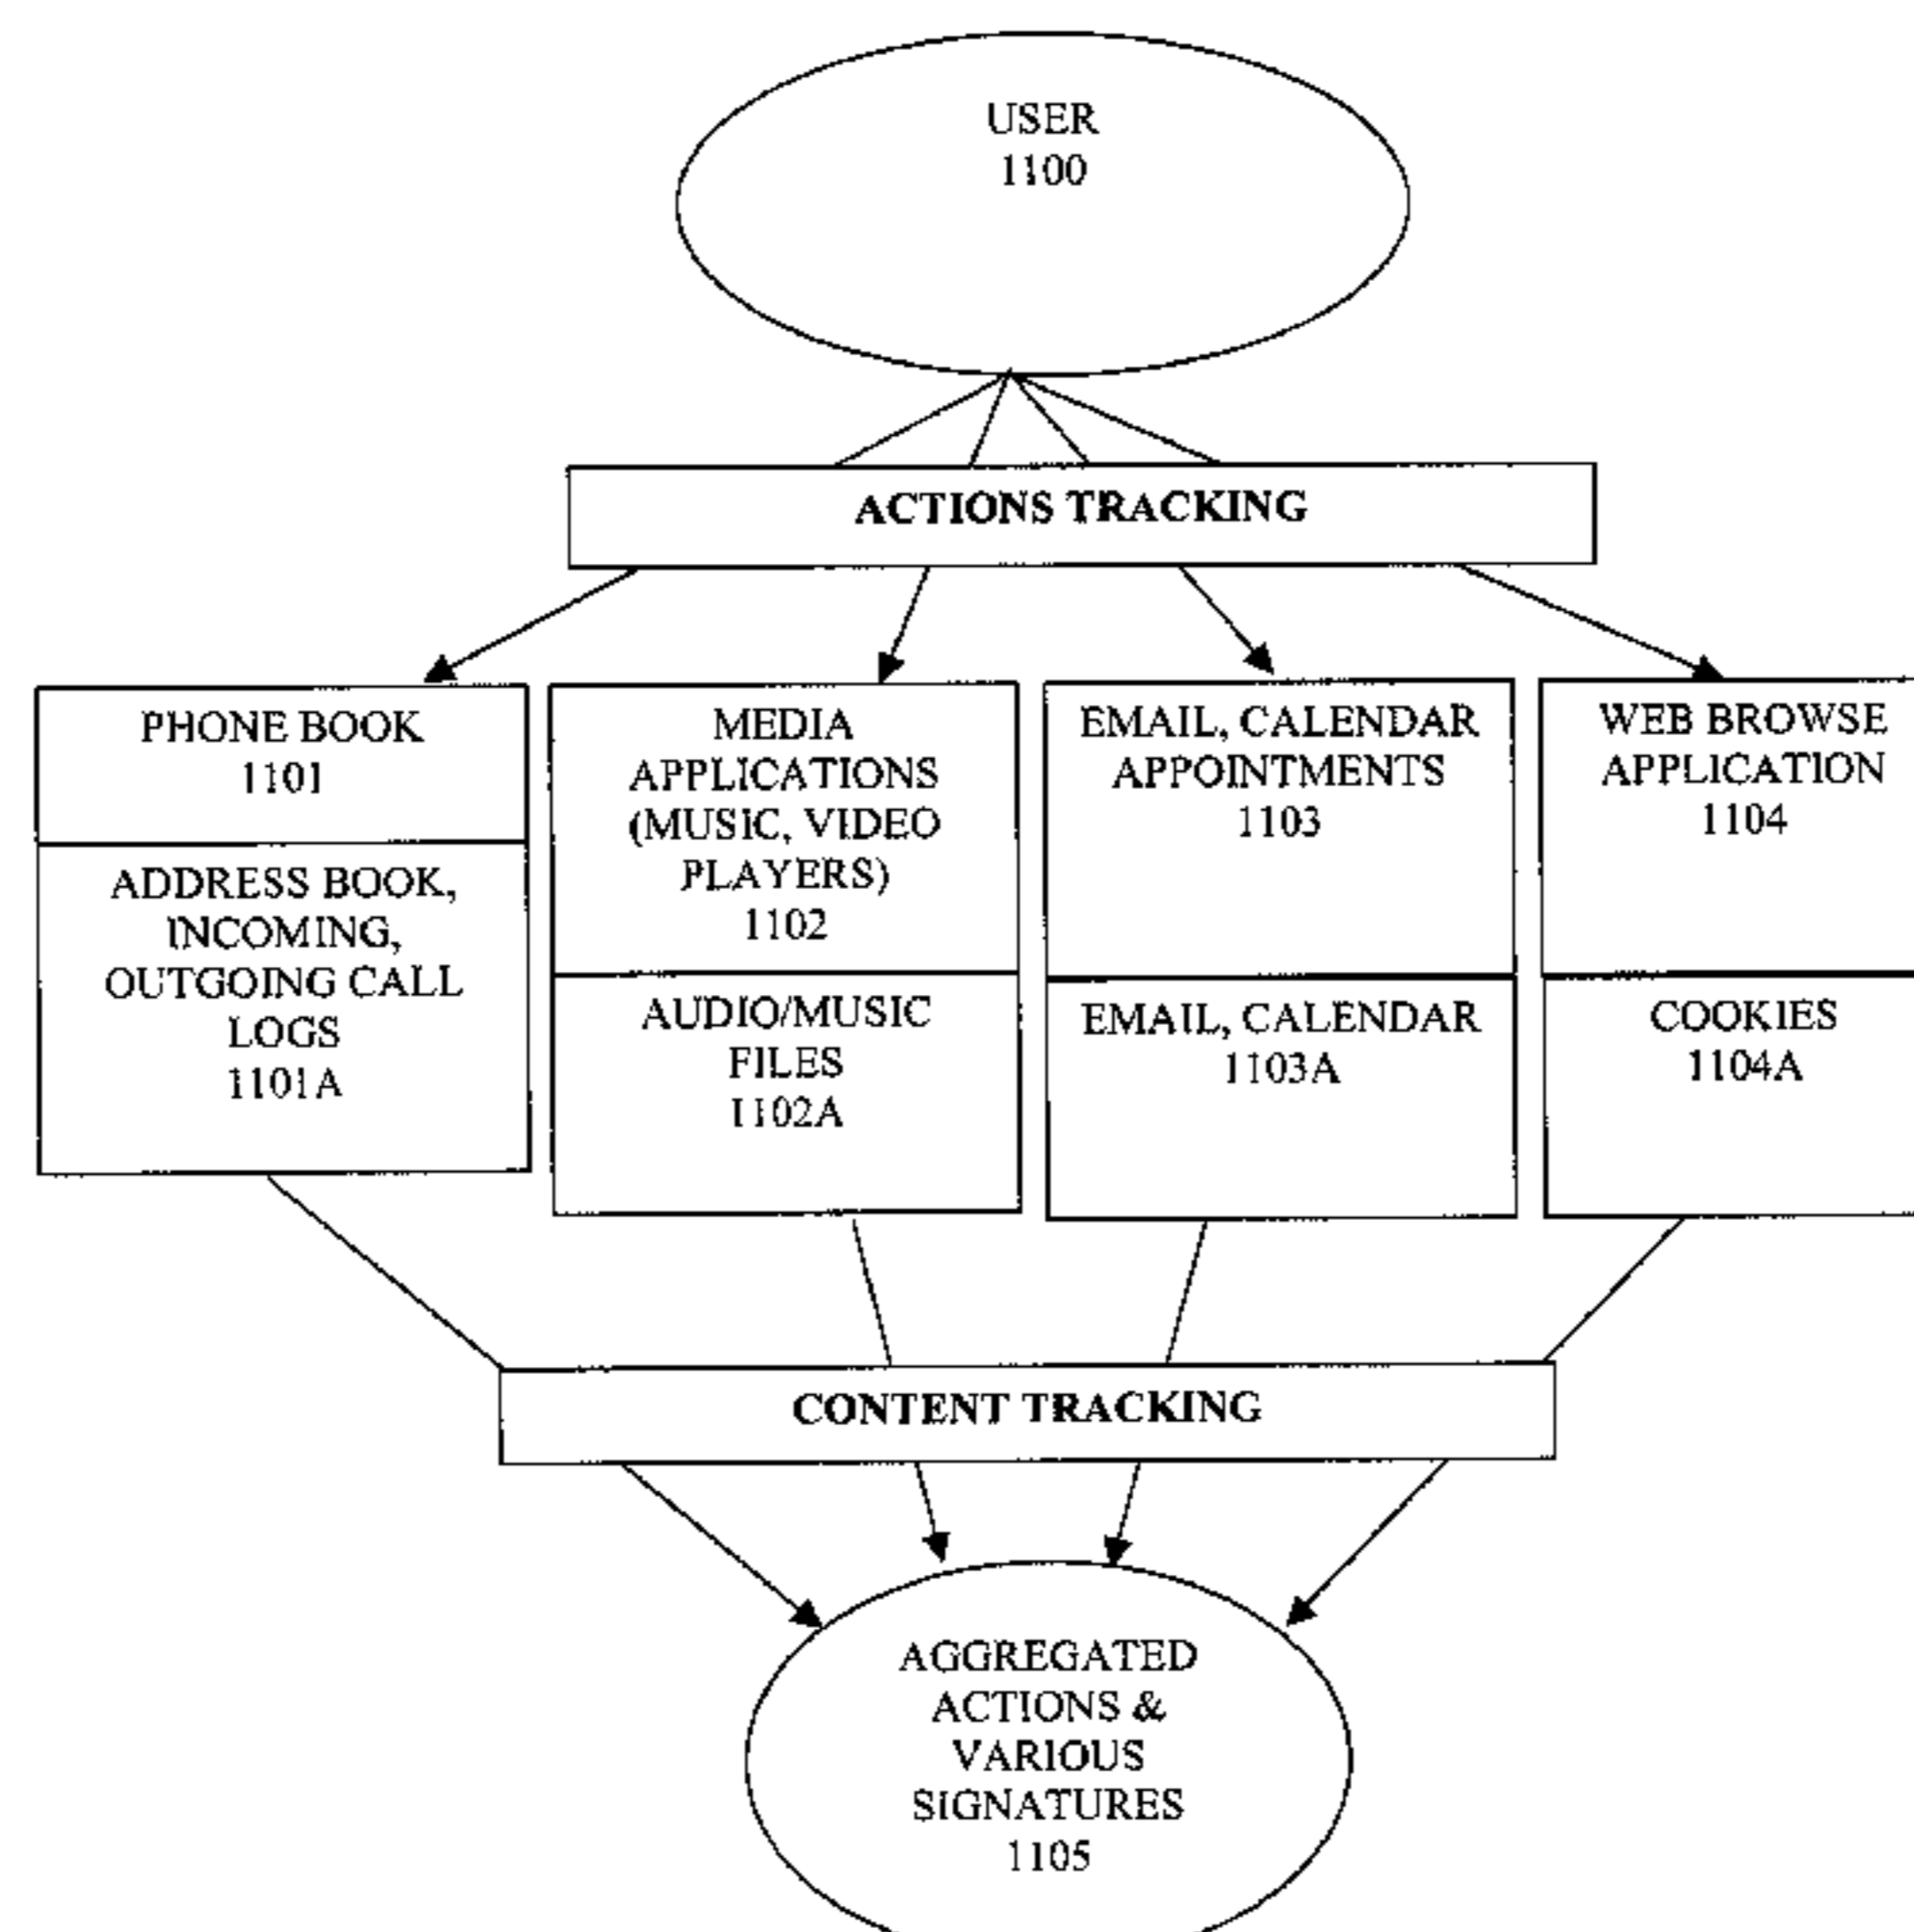 USER
1100
ACTIONS TRACKING
PHONE BOOK
1101
ADDRESS BOOK,
INCOMING,
OUTGOING CALL
LOGS
1101A
MEDIA
APPLICATIONS
(MUSIC, VIDEO
PLAYERS)
1102
AUDIO/MUSIC
FILES
1102A
EMAIL, CALENDAR
APPOINTMENTS
1103
EMAIL, CALENDAR
1103A
WEB BROWSE
APPLICATION
1104
COOKIES
1104A
CONTENT TRACKING
AGGREGATED
ACTIONS &
VARIOUS
SIGNATURES
1105